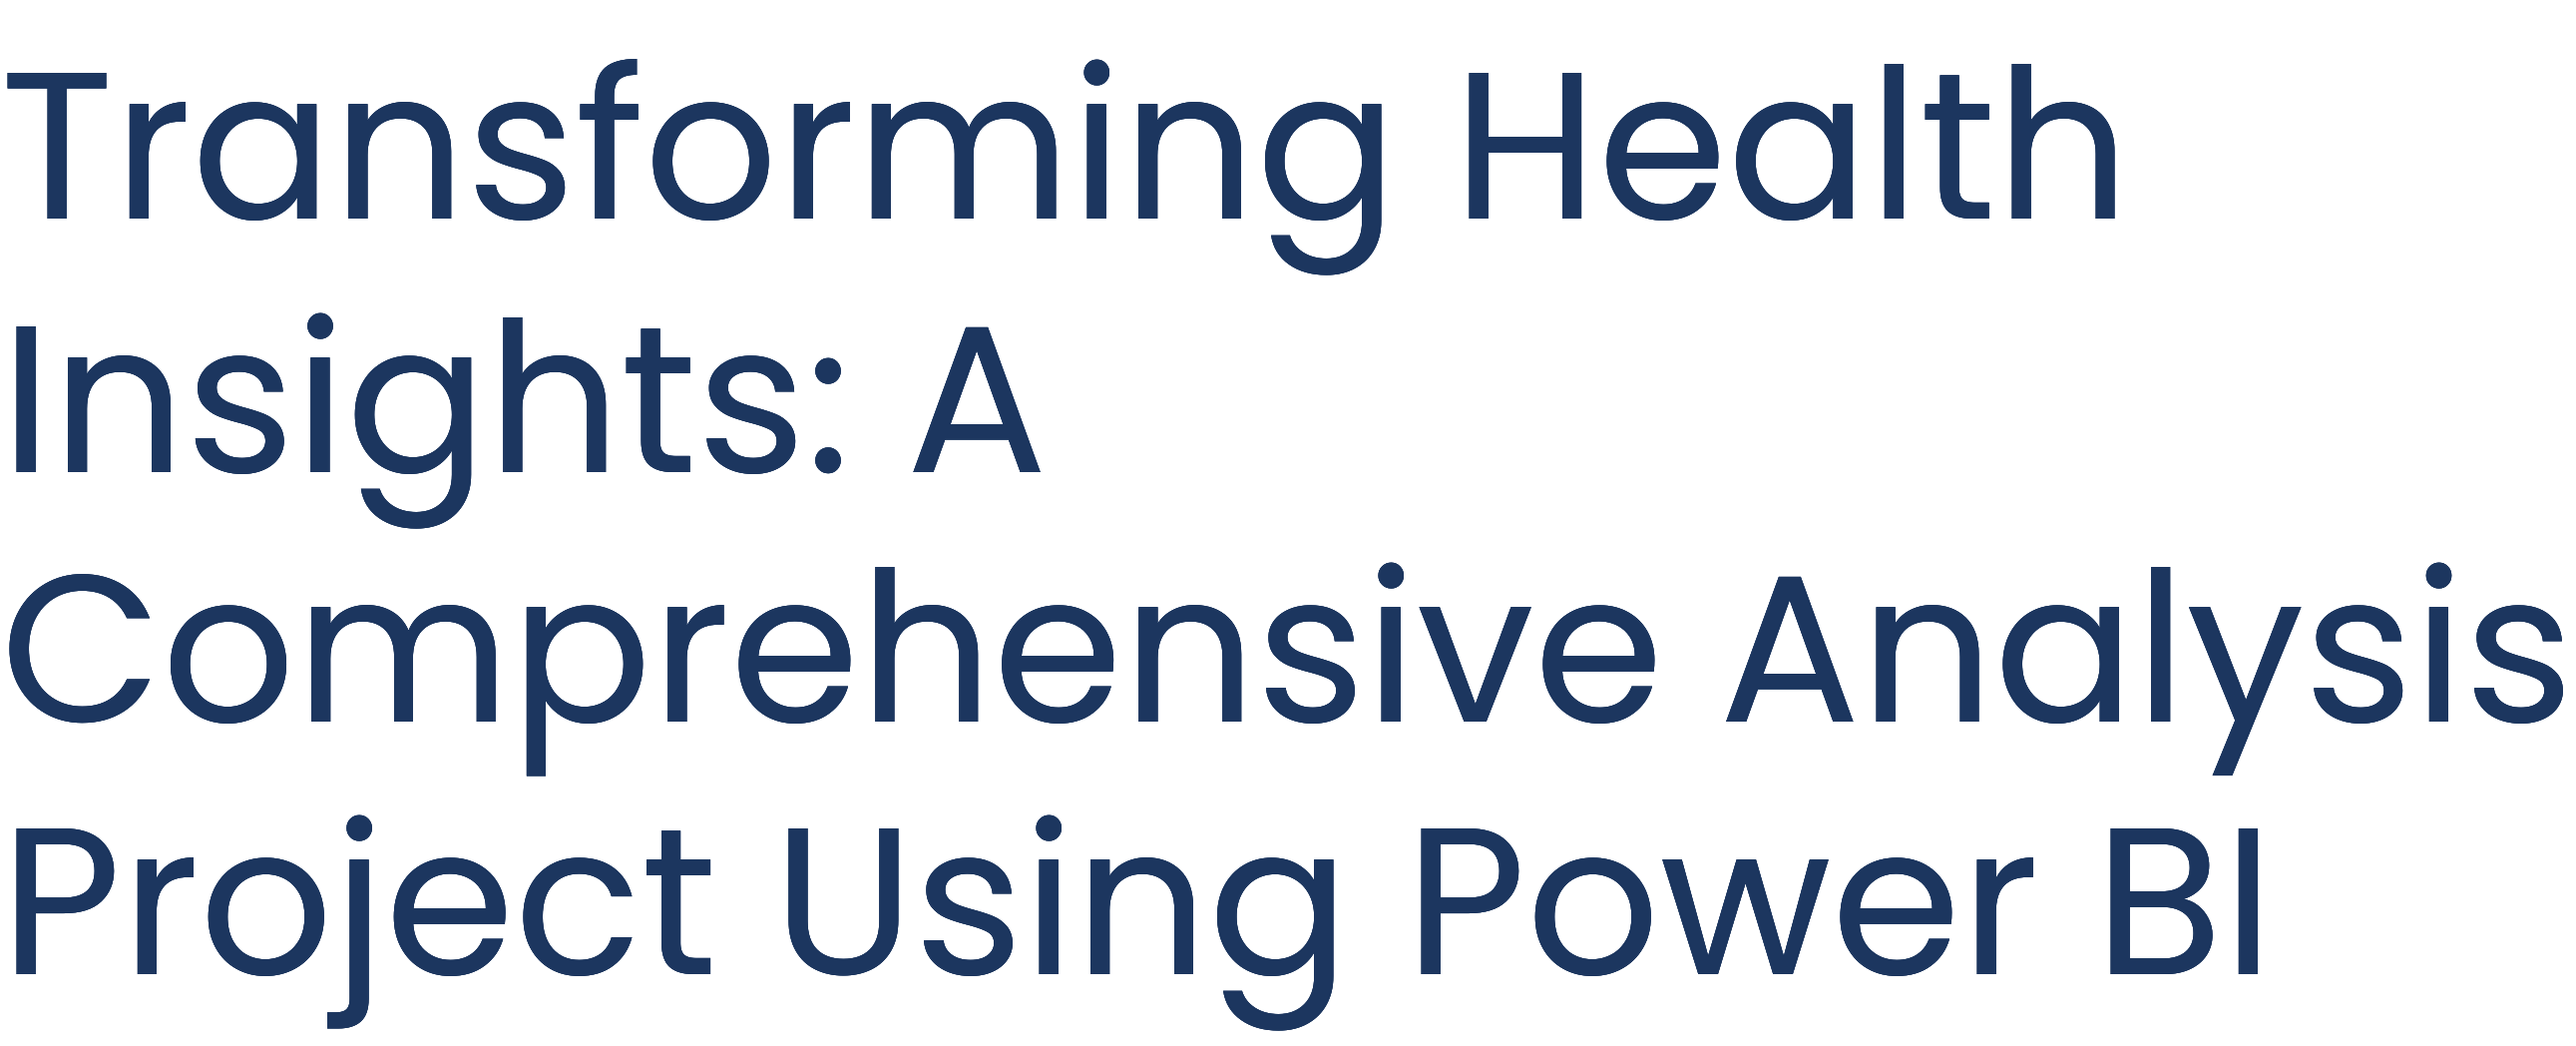 Transforming Health
Insights: A
Comprehensive Analysis
Project Using Power BI